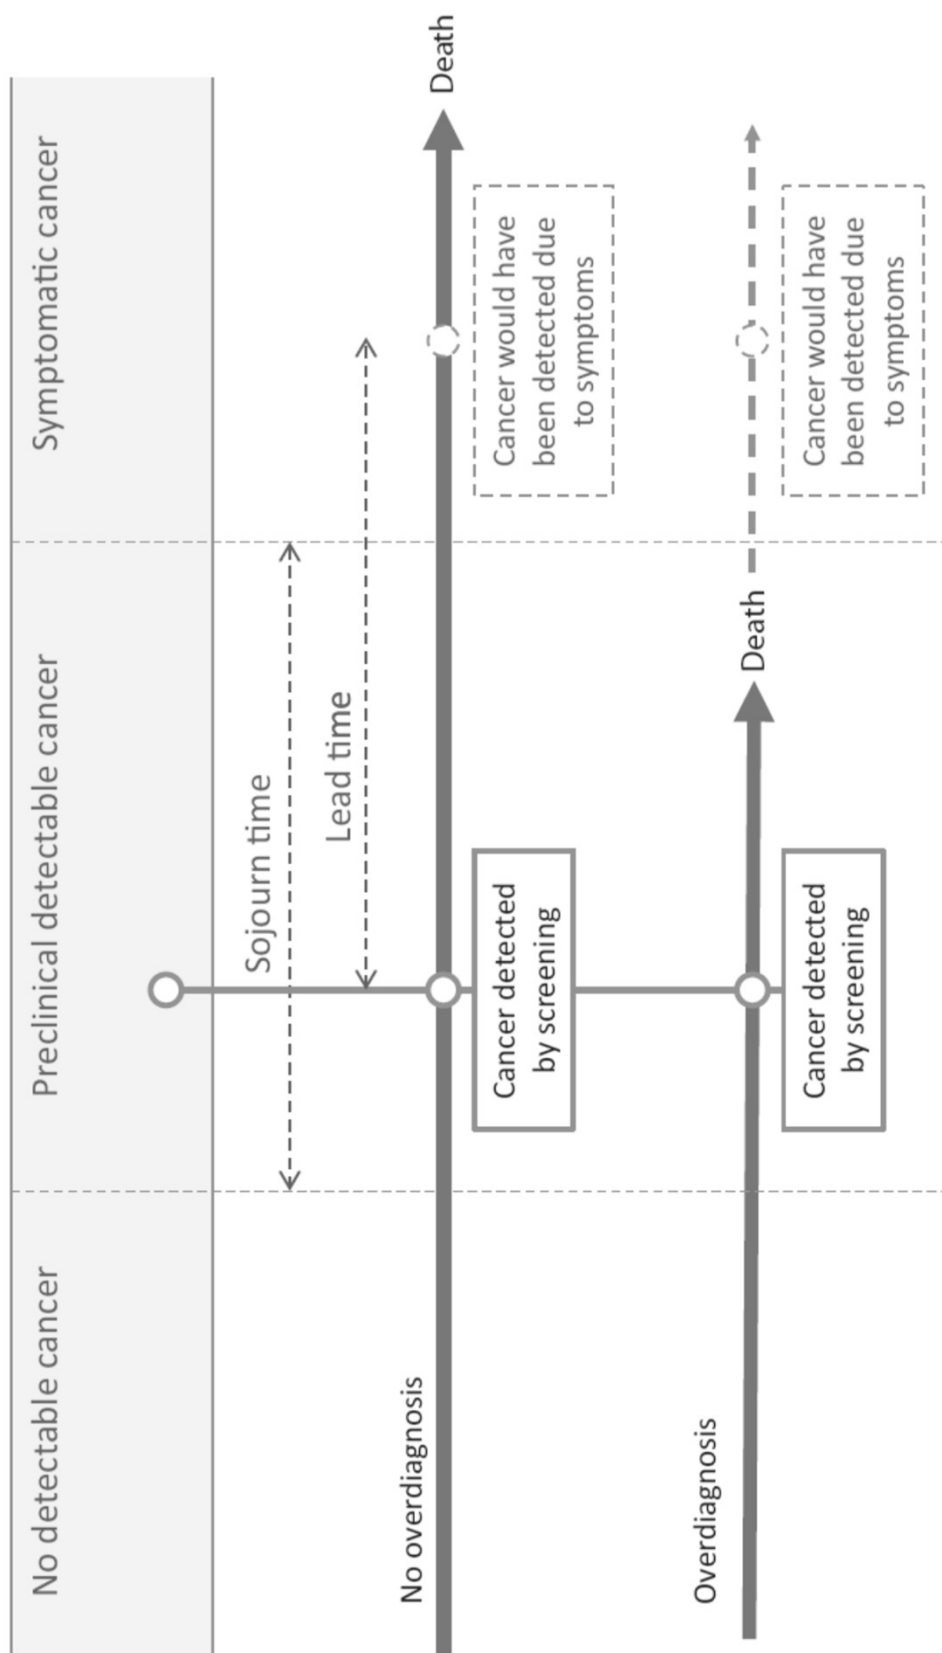 No detectable cancer
Preclinical detectable cancer
Symptomatic cancer
Sojourn time
Lead time
No overdiagnosis
Death
Cancer detected
by screening
Cancer would have
been detected due
to symptoms
Overdiagnosis
Death
Cancer detected
by screening
Cancer would have
been detected due
to symptoms